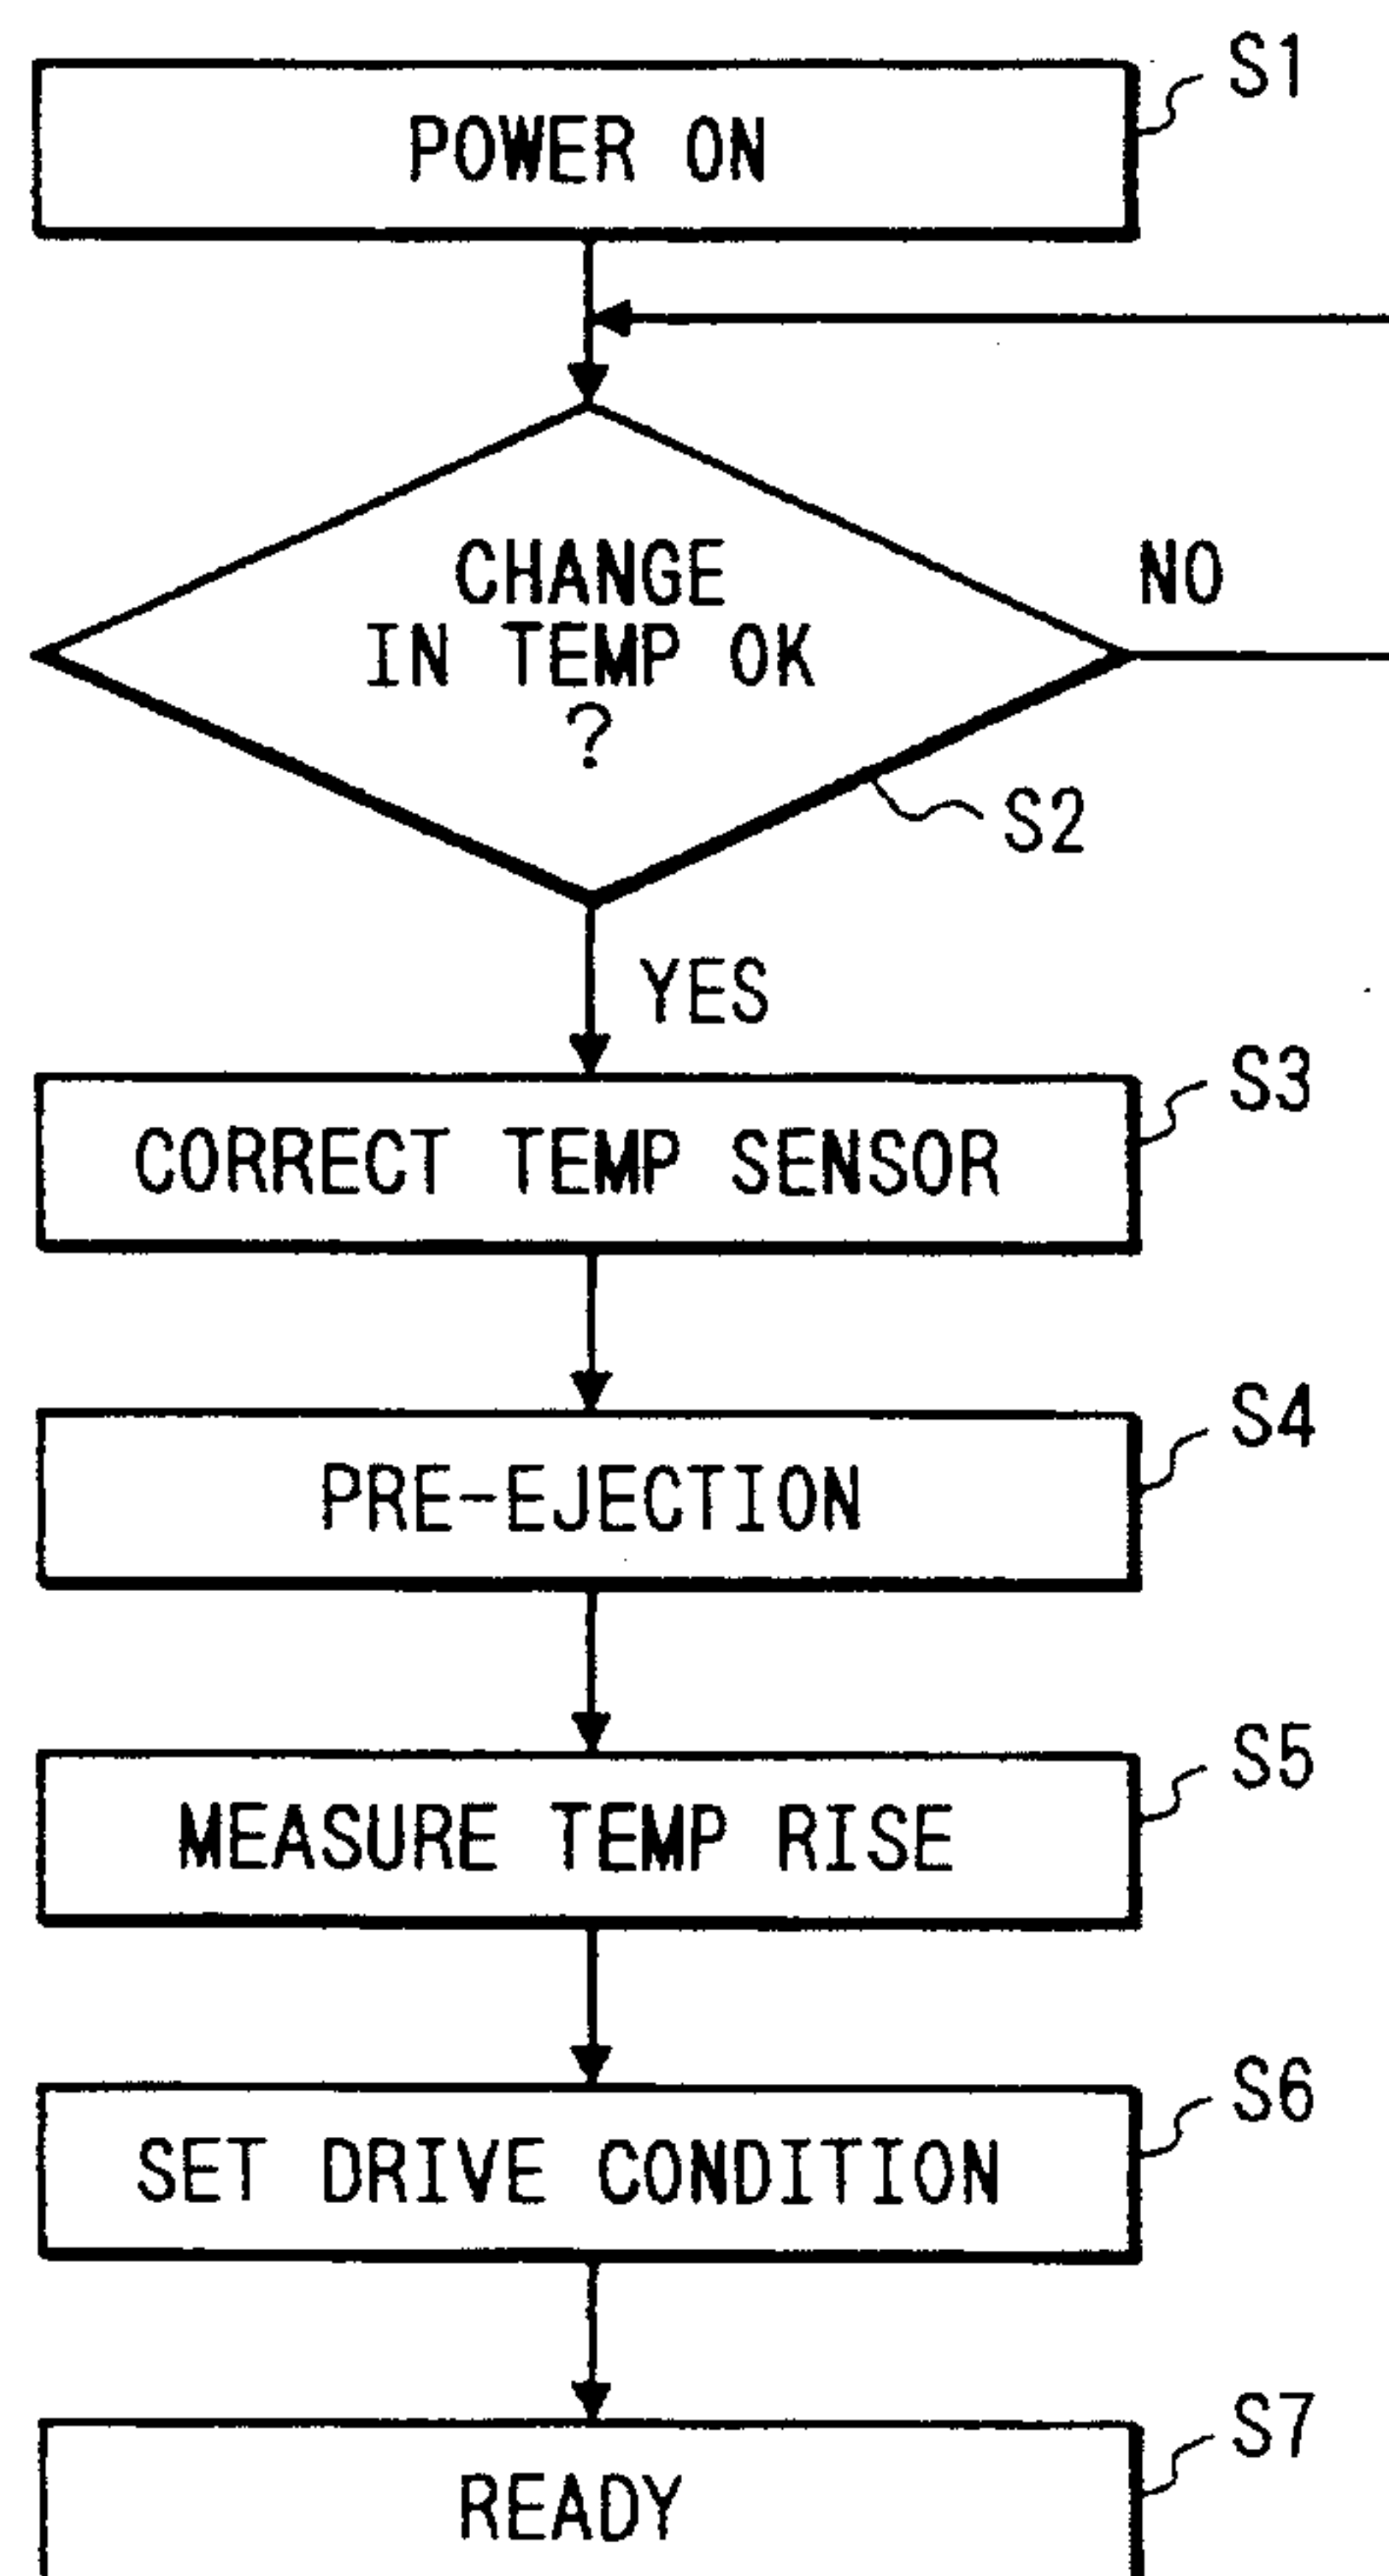 S1
POWER ON
CHANGE
IN TEMP OK
?
NO
S2
YES
S3
CORRECT TEMP SENSOR
S4
PRE-EJECTION
S5
MEASURE TEMP RISE
S6
SET DRIVE CONDITION
S7
READY